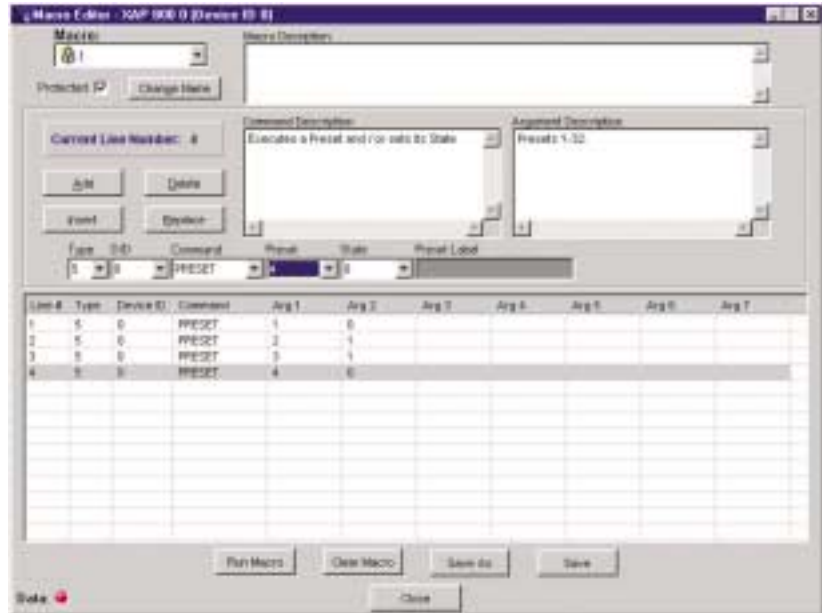 Macro Editor - XAP 800 0 (Device ID 0)
Macro:
1
Protected
Change Name
Macro Description
Current Line Number: 4
Add
Delete
Insert
Replace
Command Description
Executes a Preset and / or sets its State
Argument Description
Presets 1-32
Type D-ID Command Preset State Preset Label
5 0 PRESET 4 0
Line # Type Device ID Command Arg 1 Arg 2 Arg 3 Arg 4 Arg 5 Arg 6 Arg 7
1 5 0 PRESET 1 0
2 5 0 PRESET 2 1
3 5 0 PRESET 3 1
4 5 0 PRESET 4 0
Run Macro
Clear Macro
Save As
Save
Data
Close